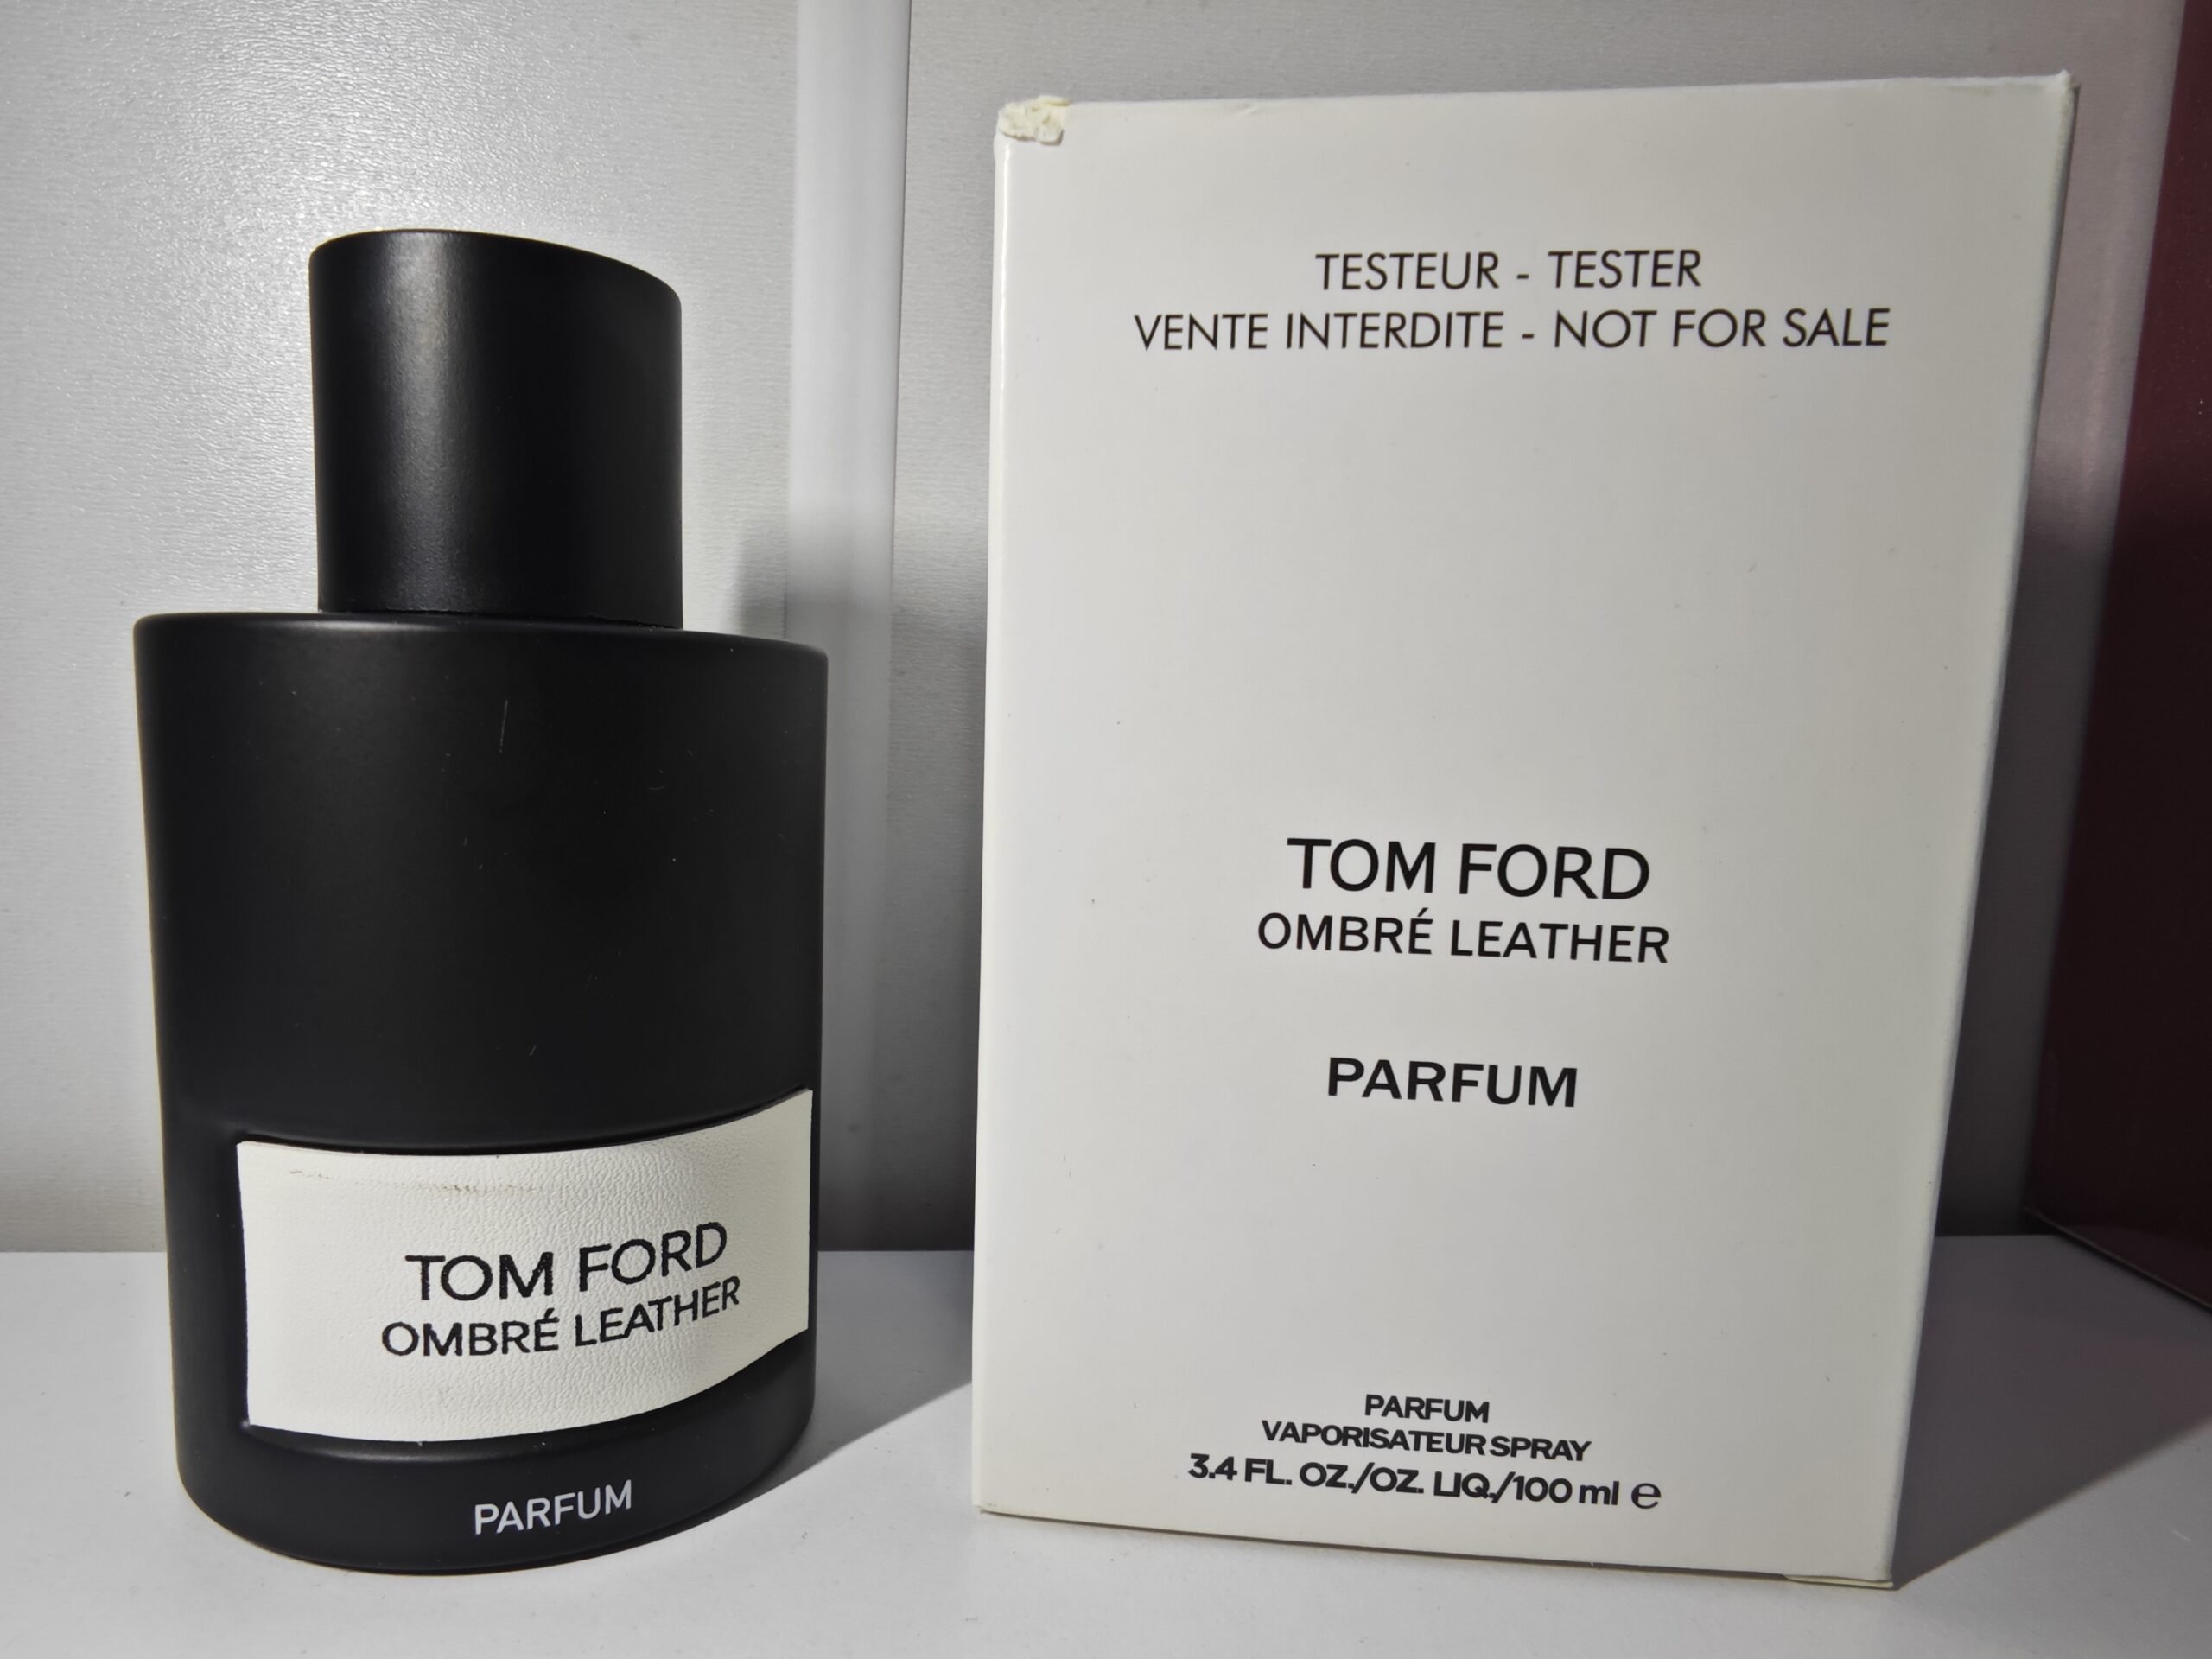 TOM FORD
OMBRÉ LEATHER
PARFUM
TESTEUR - TESTER
VENTE INTERDITE - NOT FOR SALE
TOM FORD
OMBRÉ LEATHER
PARFUM
PARFUM
VAPORISATEUR SPRAY
3.4 FL. OZ./OZ. LIQ./100 ml ℮